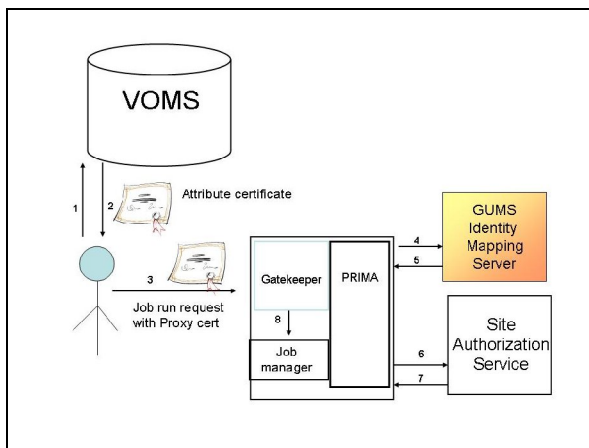 VOMS
1
2
Attribute certificate
3
Job run request
with Proxy cert
Gatekeeper
PRIMA
8
Job
manager
4
5
GUMS
Identity
Mapping
Server
6
7
Site
Authorization
Service